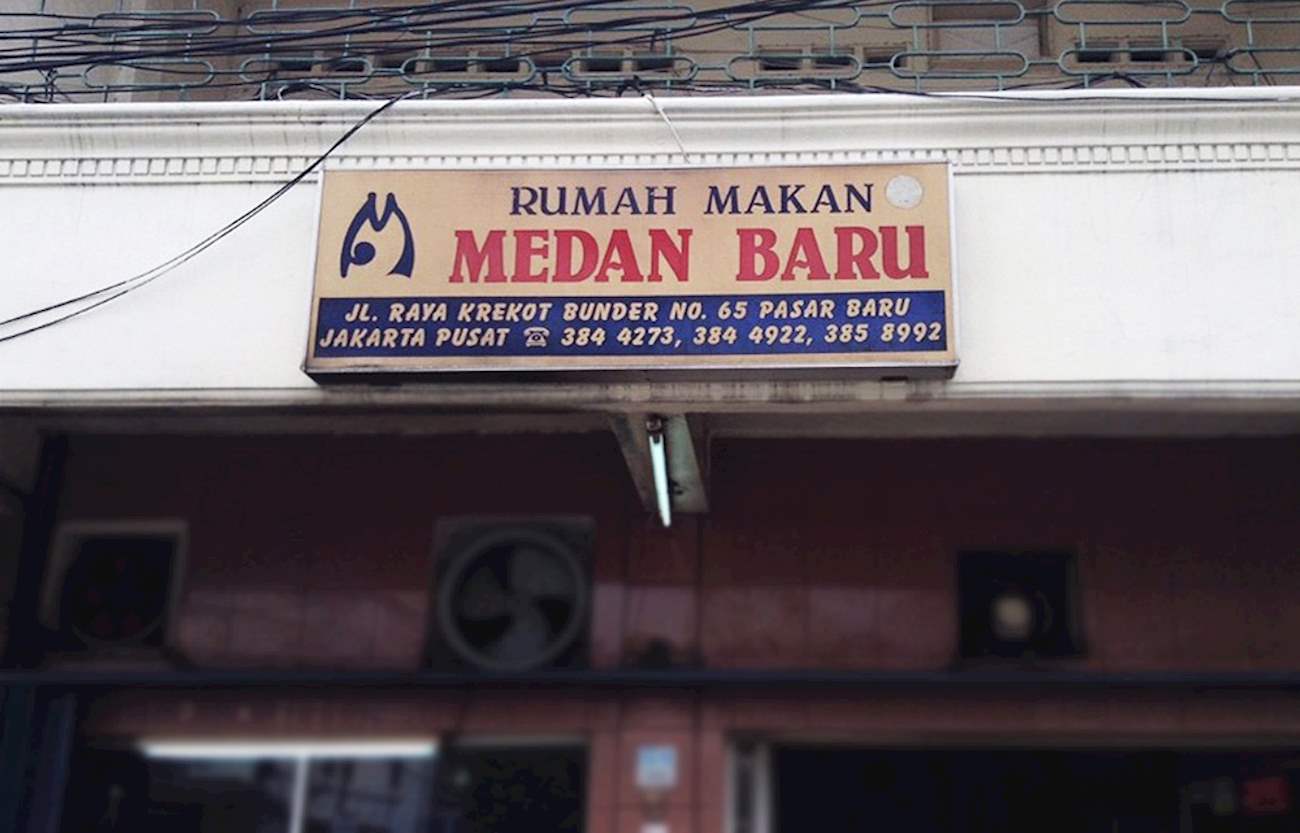 RUMAH MAKAN
MEDAN BARU
JL. RAYA KREKOT BUNDER NO. 65 PASAR BARU
JAKARTA PUSAT ☎ 384 4273, 384 4922, 385 8992